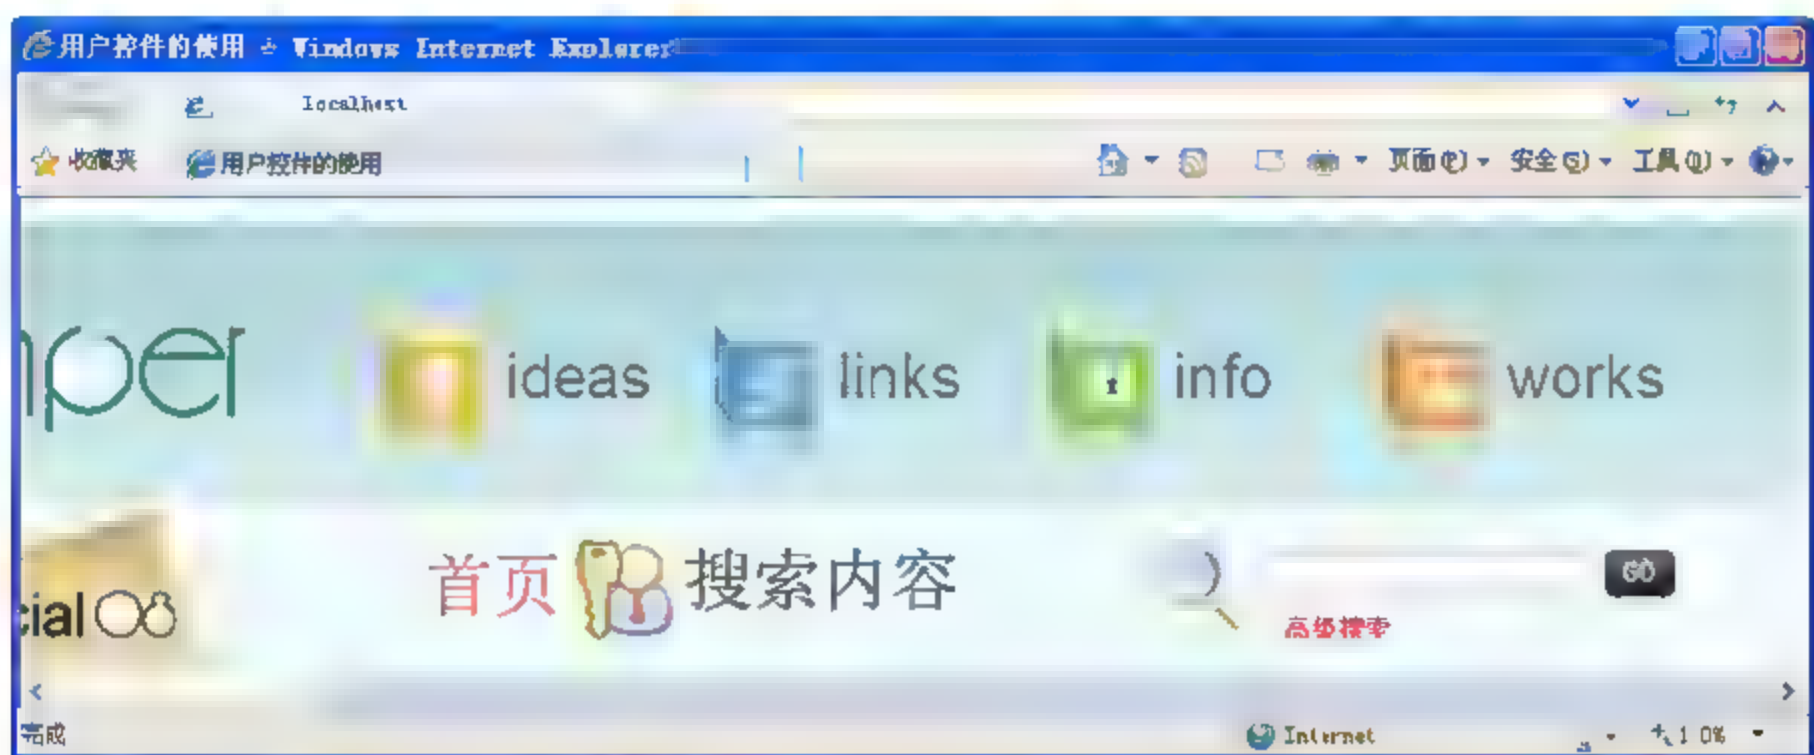 用户控件的使用 - Windows Internet Explorer
localhost
收藏夹 用户控件的使用 页面(P) 安全(S) 工具(O)
ideas links info works
cial 08
首页 搜索内容 GO
高级搜索
完成 Internet